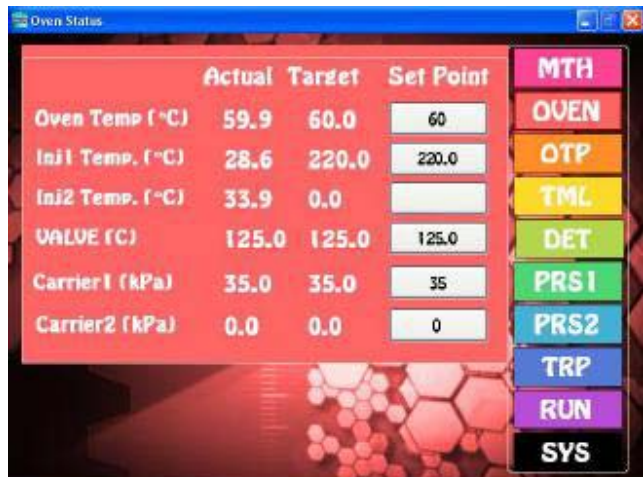 Oven Status
Actual Target Set Point
Oven Temp (°C) 59.9 60.0 60
Inj1 Temp. (°C) 28.6 220.0 220.0
Inj2 Temp. (°C) 33.9 0.0
VALVE (C) 125.0 125.0 125.0
Carrier1 (kPa) 35.0 35.0 35
Carrier2 (kPa) 0.0 0.0 0
MTH
OVEN
OTP
TML
DET
PRS1
PRS2
TRP
RUN
SYS